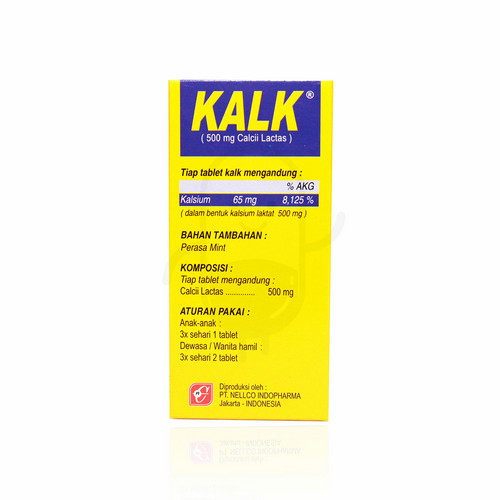 KALK®
( 500 mg Calcii Lactas )
Tiap tablet kalk mengandung :
% AKG
Kalsium 65 mg 8,125 %
( dalam bentuk kalsium laktat 500 mg )
BAHAN TAMBAHAN :
Perasa Mint
KOMPOSISI :
Tiap tablet mengandung :
Calcii Lactas .............. 500 mg
ATURAN PAKAI :
Anak-anak :
3x sehari 1 tablet
Dewasa / Wanita hamil :
3x sehari 2 tablet
Diproduksi oleh :
PT. NELLCO INDOPHARMA
Jakarta - INDONESIA